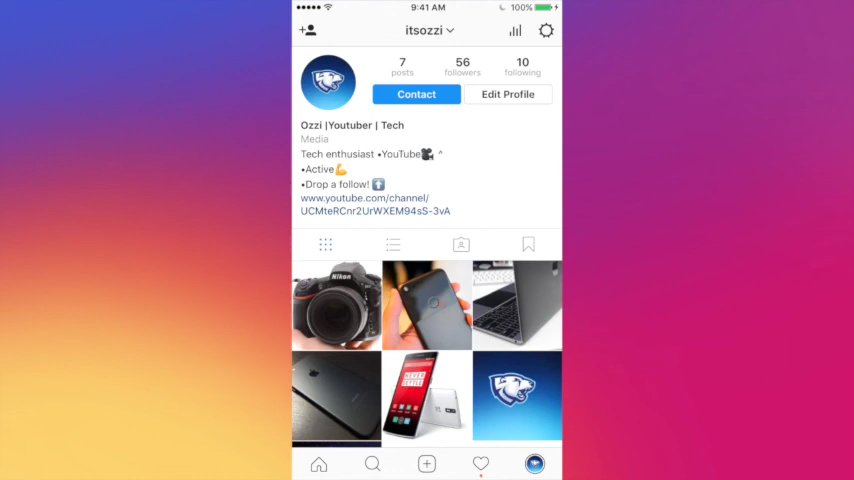 9:41 AM
100%
itsozzi
7 56 10
posts followers following
Contact Edit Profile
Ozzi |Youtuber | Tech
Media
Tech enthusiast •YouTube🎥 ^
•Active💪
•Drop a follow! ⬆️
www.youtube.com/channel/
UCMteRCnr2UrWXEM94sS-3vA
Nikon
NEVER
SETTLE